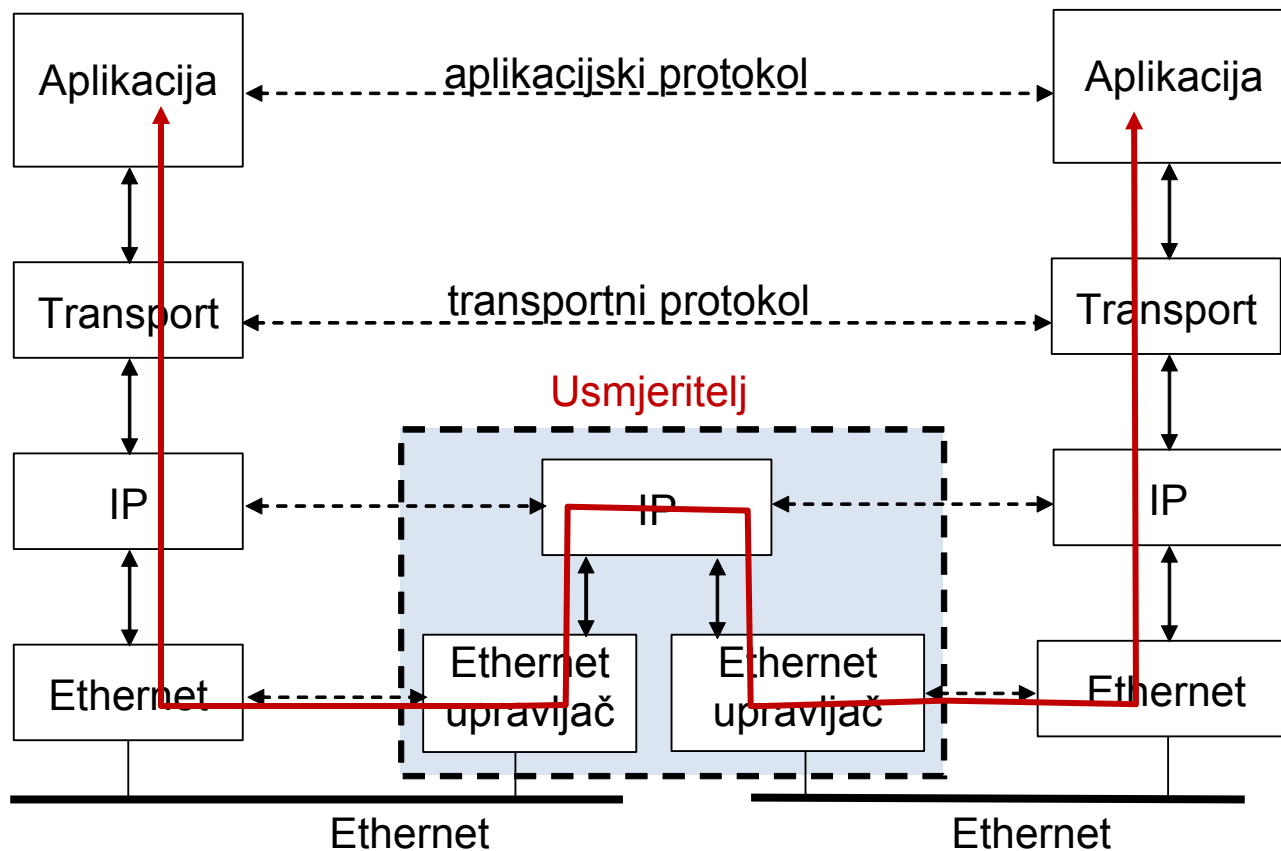 Aplikacija
aplikacijski protokol
Aplikacija
Transport
transportni protokol
Transport
Usmjeritelj
IP
IP
IP
Ethernet
Ethernet
upravljač
Ethernet
upravljač
Ethernet
Ethernet
Ethernet